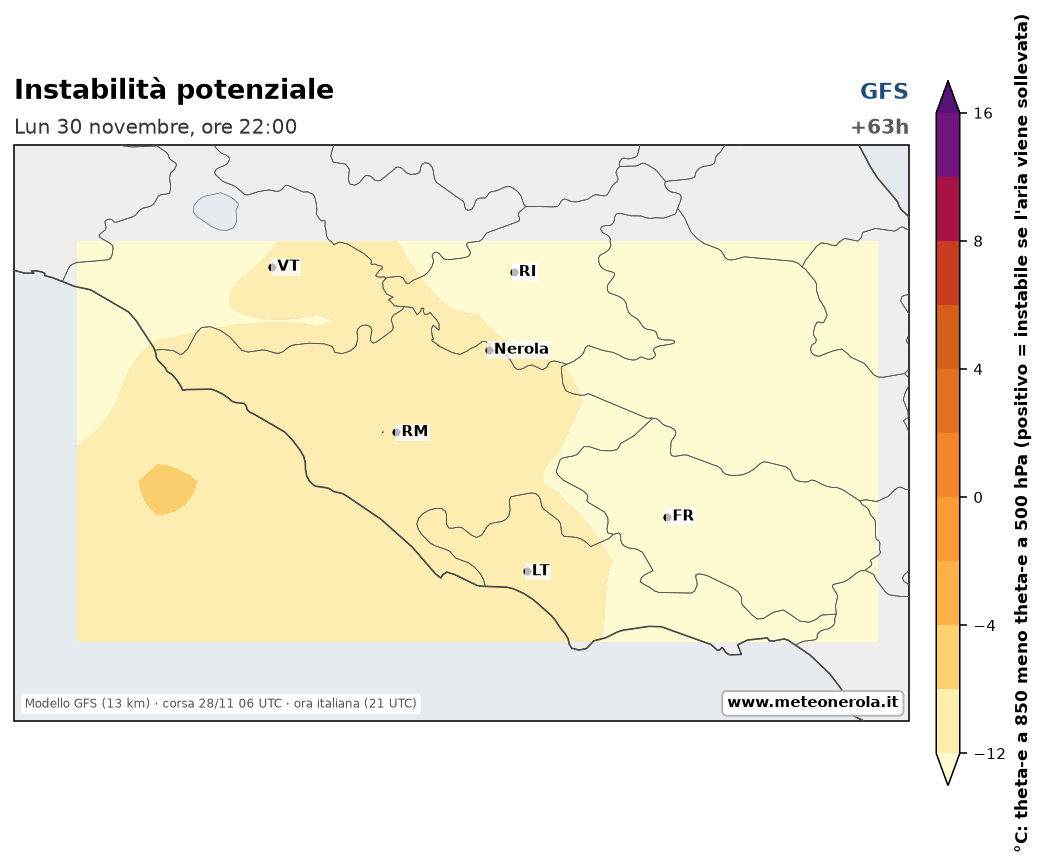 Instabilità potenziale
GFS
Lun 30 novembre, ore 22:00
+63h
VT
RI
Nerola
RM
FR
LT
Modello GFS (13 km) · corsa 28/11 06 UTC · ora italiana (21 UTC)
www.meteonerola.it
16
8
4
0
−4
−12
°C: theta-e a 850 meno theta-e a 500 hPa (positivo = instabile se l'aria viene sollevata)